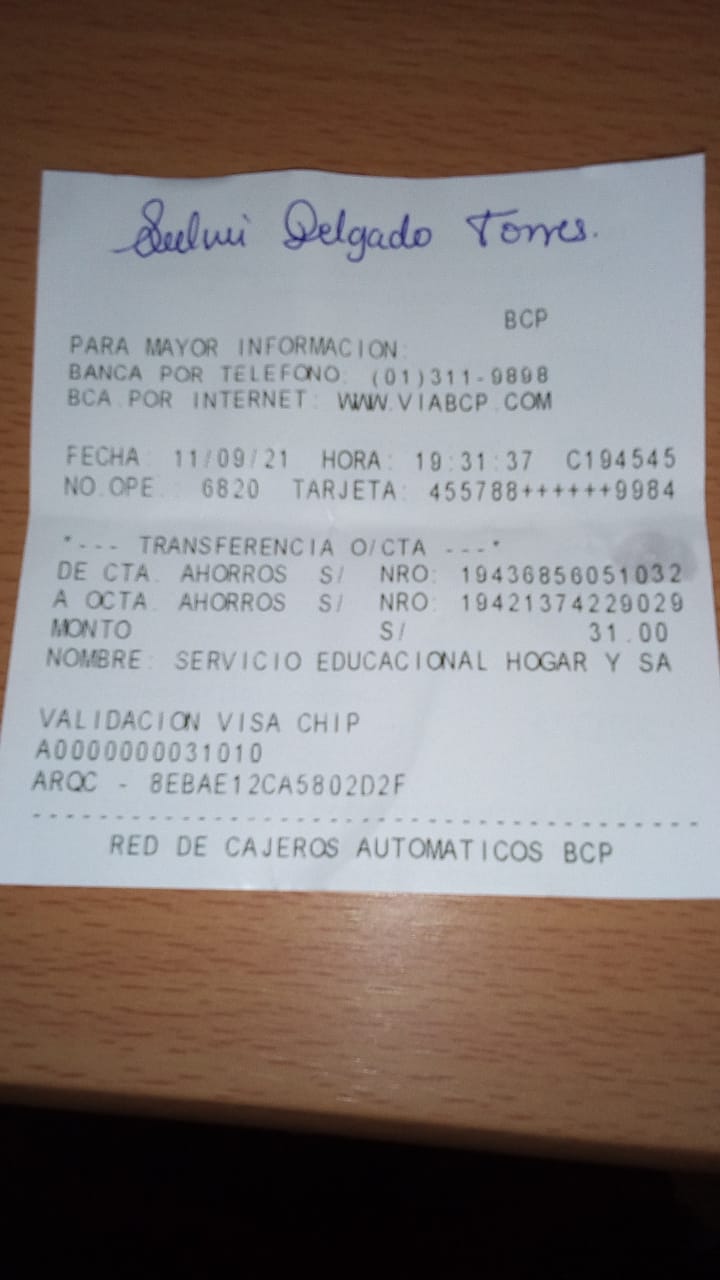 Delgado Torres.
BCP
PARA MAYOR INFORMACION:
BANCA POR TELEFONO: (01)311-9898
BCA.POR INTERNET: WWW.VIABCP.COM
FECHA: 11/09/21 HORA: 19:31:37 C194545
NO.OPE.: 6820 TARJETA: 455788++++++9984
*--- TRANSFERENCIA O/CTA ---*
DE CTA. AHORROS S/ NRO: 19436856051032
A OCTA. AHORROS S/ NRO: 19421374229029
MONTO S/ 31.00
NOMBRE: SERVICIO EDUCACIONAL HOGAR Y SA
VALIDACION VISA CHIP
A0000000031010
ARQC - 8EBAE12CA5802D2F
RED DE CAJEROS AUTOMATICOS BCP